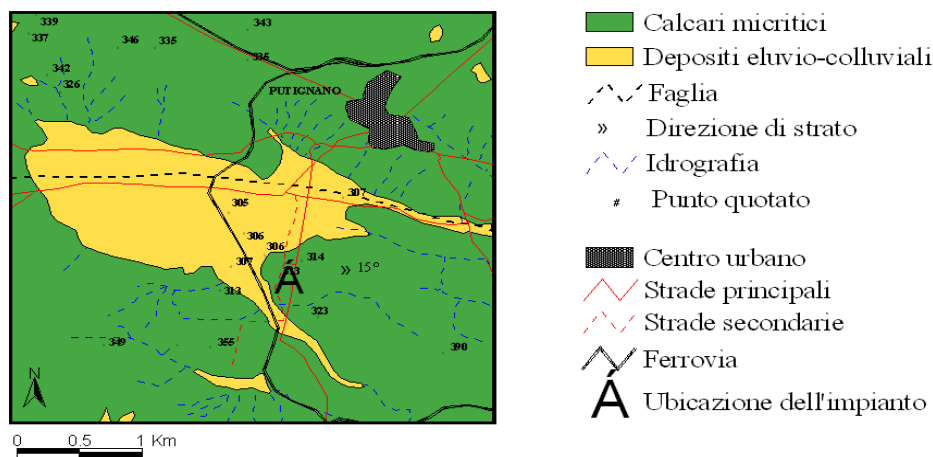 339
343
337
346
335
335
342
326
PUTIGNANO
307
305
306
306
314
307
Á
15°
313
323
349
355
390
N
0 0.5 1 Km
Calcari micritici
Depositi eluvio-colluviali
Faglia
» Direzione di strato
Idrografia
# Punto quotato
Centro urbano
Strade principali
Strade secondarie
Ferrovia
Á Ubicazione dell'impianto